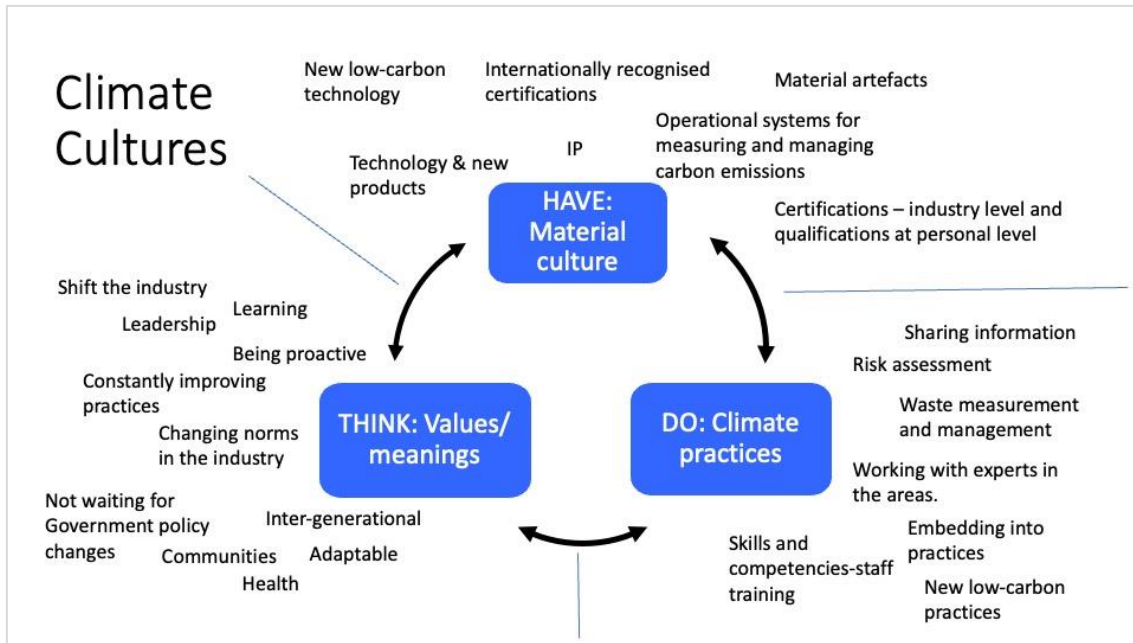 Climate
Cultures
New low-carbon
technology
Internationally recognised
certifications
Material artefacts
IP
Operational systems for
measuring and managing
carbon emissions
Technology & new
products
HAVE:
Material
culture
Certifications – industry level and
qualifications at personal level
Shift the industry
Learning
Leadership
Being proactive
Constantly improving
practices
Changing norms
in the industry
THINK: Values/
meanings
Not waiting for
Government policy
changes
Inter-generational
Communities
Adaptable
Health
Sharing information
Risk assessment
DO: Climate
practices
Waste measurement
and management
Working with experts in
the areas.
Skills and
competencies-staff
training
Embedding into
practices
New low-carbon
practices